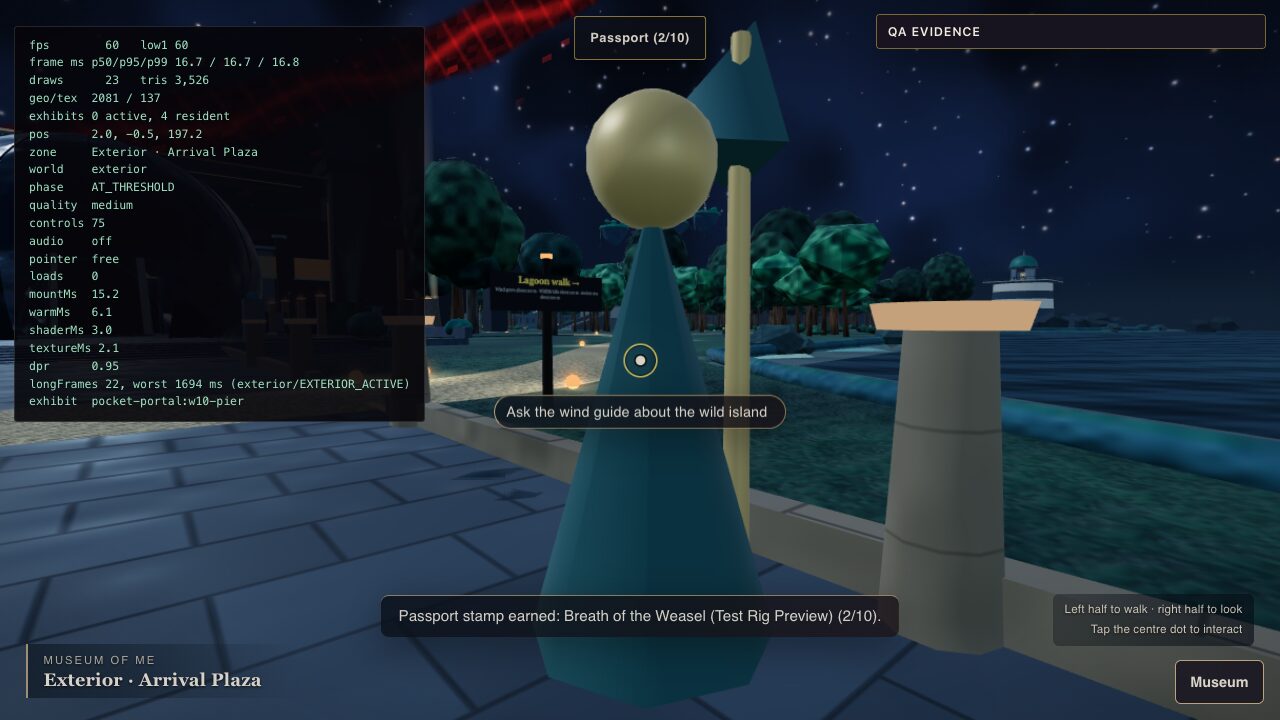 fps 60 low1 60
frame ms p50/p95/p99 16.7 / 16.7 / 16.8
draws 23 tris 3,526
geo/tex 2081 / 137
exhibits 0 active, 4 resident
pos 2.0, −0.5, 197.2
zone Exterior · Arrival Plaza
world exterior
phase AT_THRESHOLD
quality medium
controls 75
audio off
pointer free
loads 0
mountMs 15.2
warmMs 6.1
shaderMs 3.0
textureMs 2.1
dpr 0.95
longFrames 22, worst 1694 ms (exterior/EXTERIOR_ACTIVE)
exhibit pocket-portal:w10-pier
Passport (2/10)
QA EVIDENCE
Lagoon walk →
Ask the wind guide about the wild island
Passport stamp earned: Breath of the Weasel (Test Rig Preview) (2/10).
Left half to walk · right half to look
Tap the centre dot to interact
MUSEUM OF ME
Exterior · Arrival Plaza
Museum